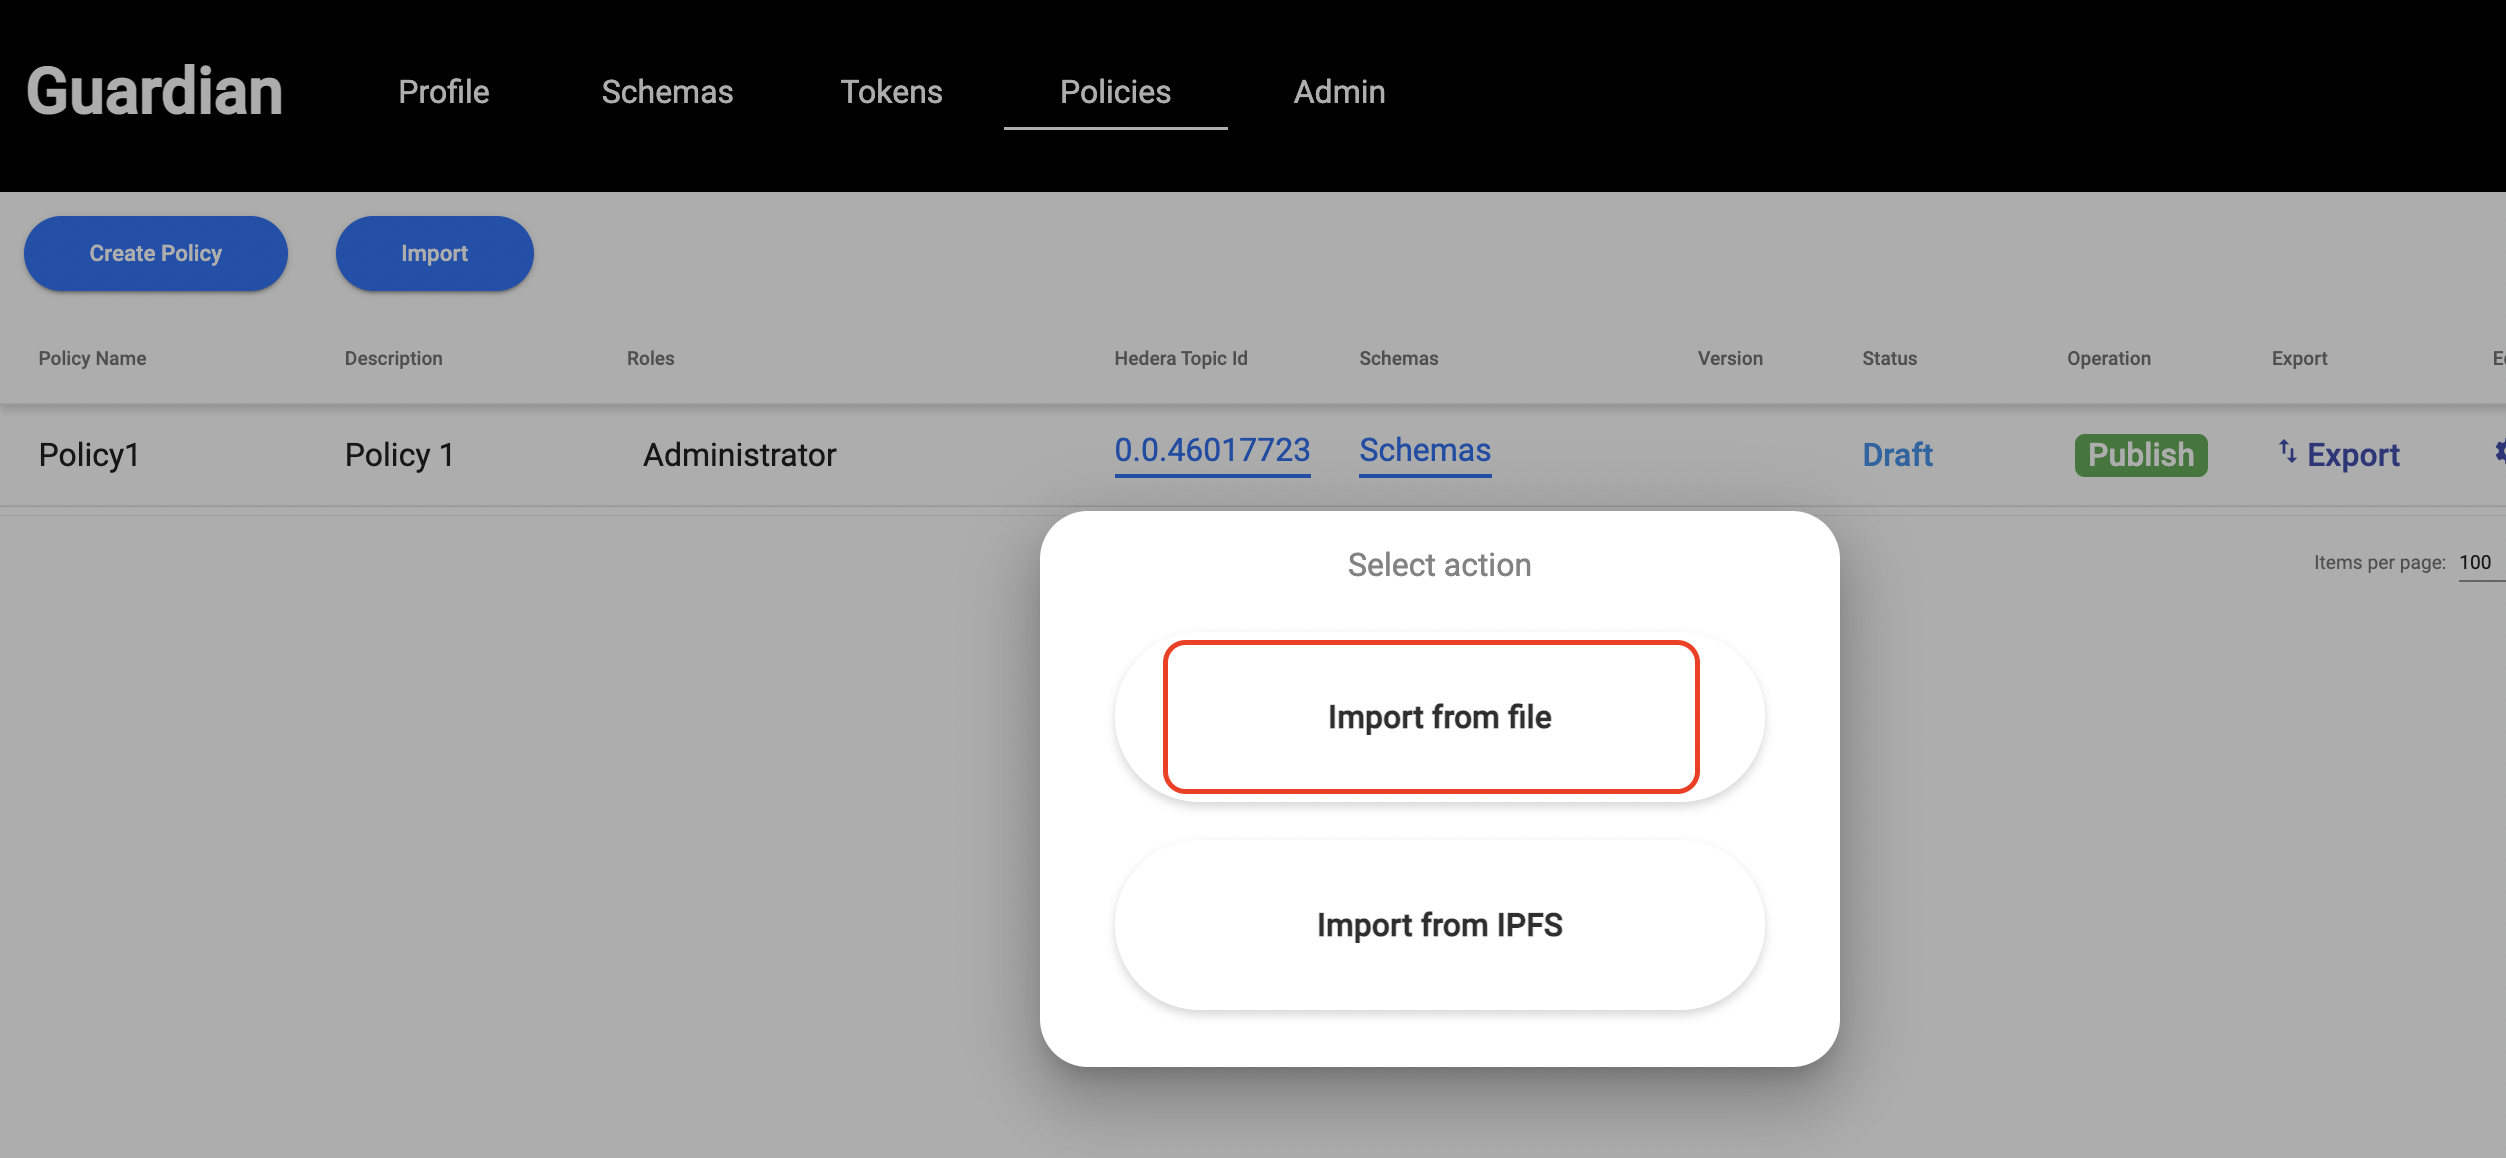 Guardian Profile Schemas Tokens Policies Admin
Create Policy Import
Policy Name Description Roles Hedera Topic Id Schemas Version Status Operation Export
Policy1 Policy 1 Administrator 0.0.46017723 Schemas Draft Publish Export
Select action
Items per page: 100
Import from file
Import from IPFS